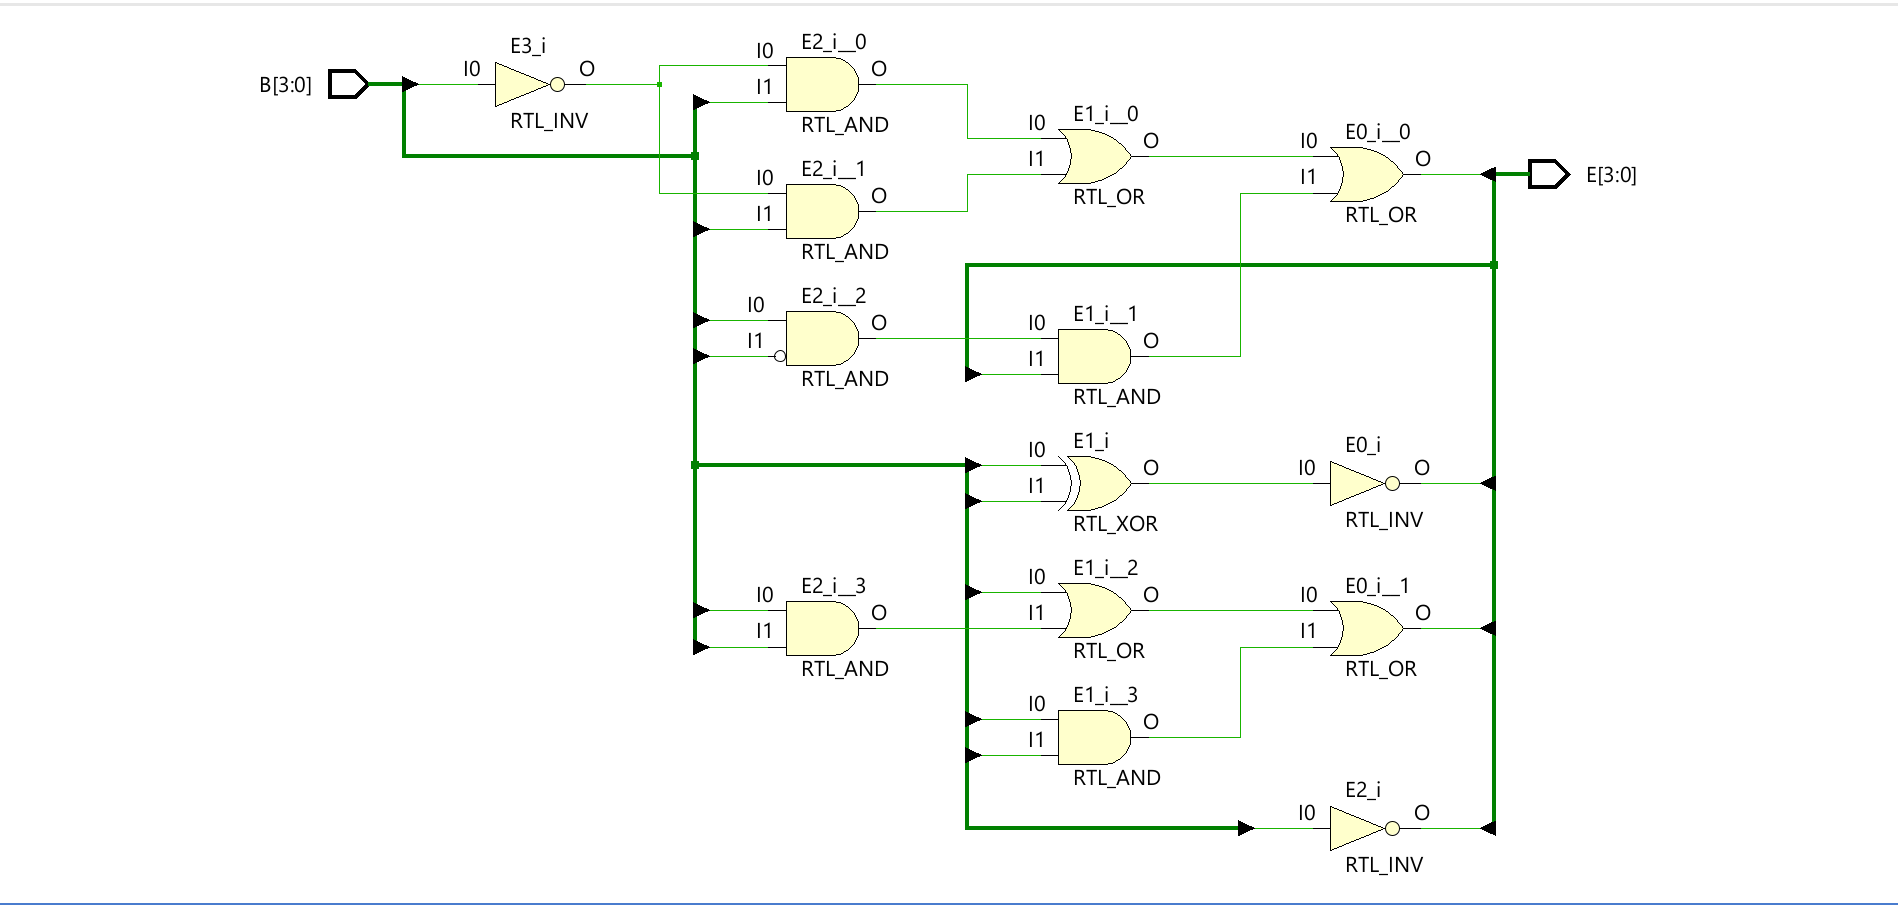 B[3:0]
I0
E3_i
O
RTL_INV
I0
I1
E2_i__0
O
RTL_AND
I0
I1
E2_i__1
O
RTL_AND
I0
I1
E2_i__2
O
RTL_AND
I0
I1
E2_i__3
O
RTL_AND
I0
I1
E1_i__0
O
RTL_OR
I0
I1
E1_i__1
O
RTL_AND
I0
I1
E1_i
O
RTL_XOR
I0
I1
E1_i__2
O
RTL_OR
I0
I1
E1_i__3
O
RTL_AND
I0
I1
E0_i__0
O
RTL_OR
I0
E0_i
O
RTL_INV
I0
I1
E0_i__1
O
RTL_OR
I0
E2_i
O
RTL_INV
E[3:0]